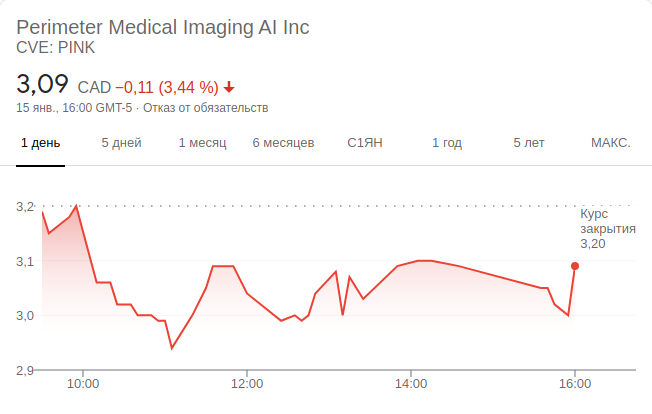 Perimeter Medical Imaging AI Inc
CVE: PINK
3,09 CAD −0,11 (3,44 %)
15 янв., 16:00 GMT-5 · Отказ от обязательств
1 день 5 дней 1 месяц 6 месяцев С1ЯН 1 год 5 лет МАКС.
3,2
Курс
закрытия
3,20
3,1
3,0
2,9
10:00 12:00 14:00 16:00